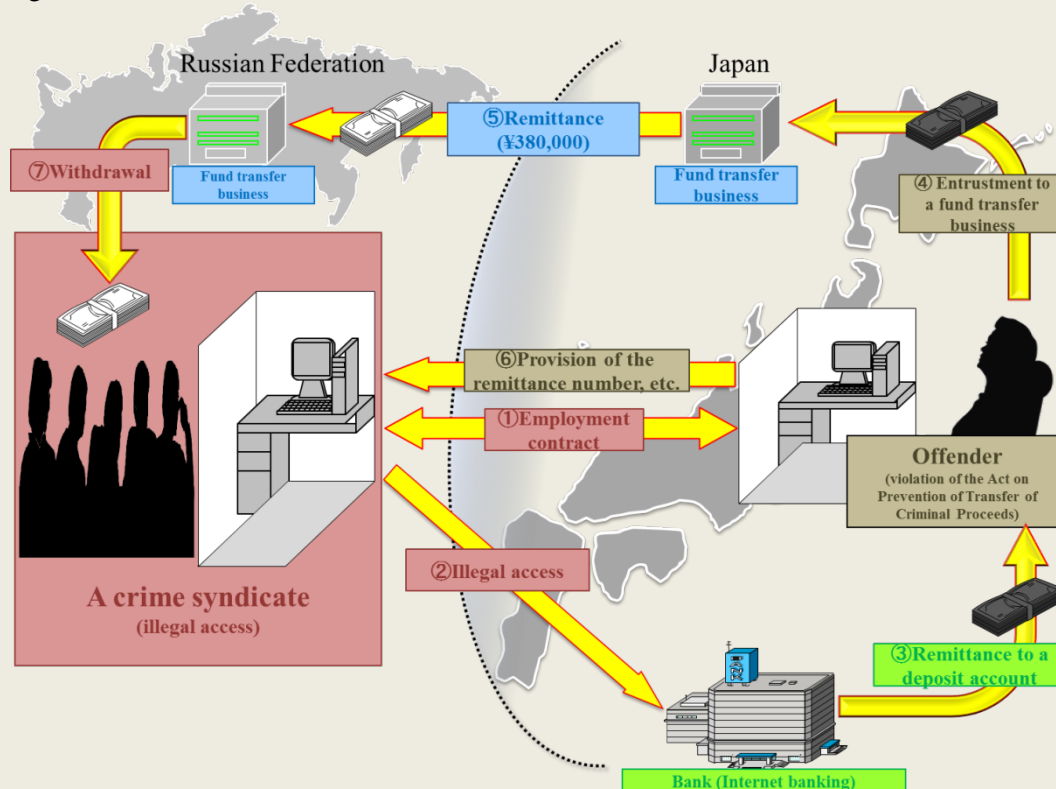 Russian Federation
Japan
⑤Remittance
(¥380,000)
⑦Withdrawal
Fund transfer
business
Fund transfer
business
④ Entrustment to
a fund transfer
business
⑥Provision of the
remittance number, etc.
①Employment
contract
Offender
(violation of the Act on
Prevention of Transfer of
Criminal Proceeds)
②Illegal access
A crime syndicate
(illegal access)
③Remittance to a
deposit account
Bank (Internet banking)